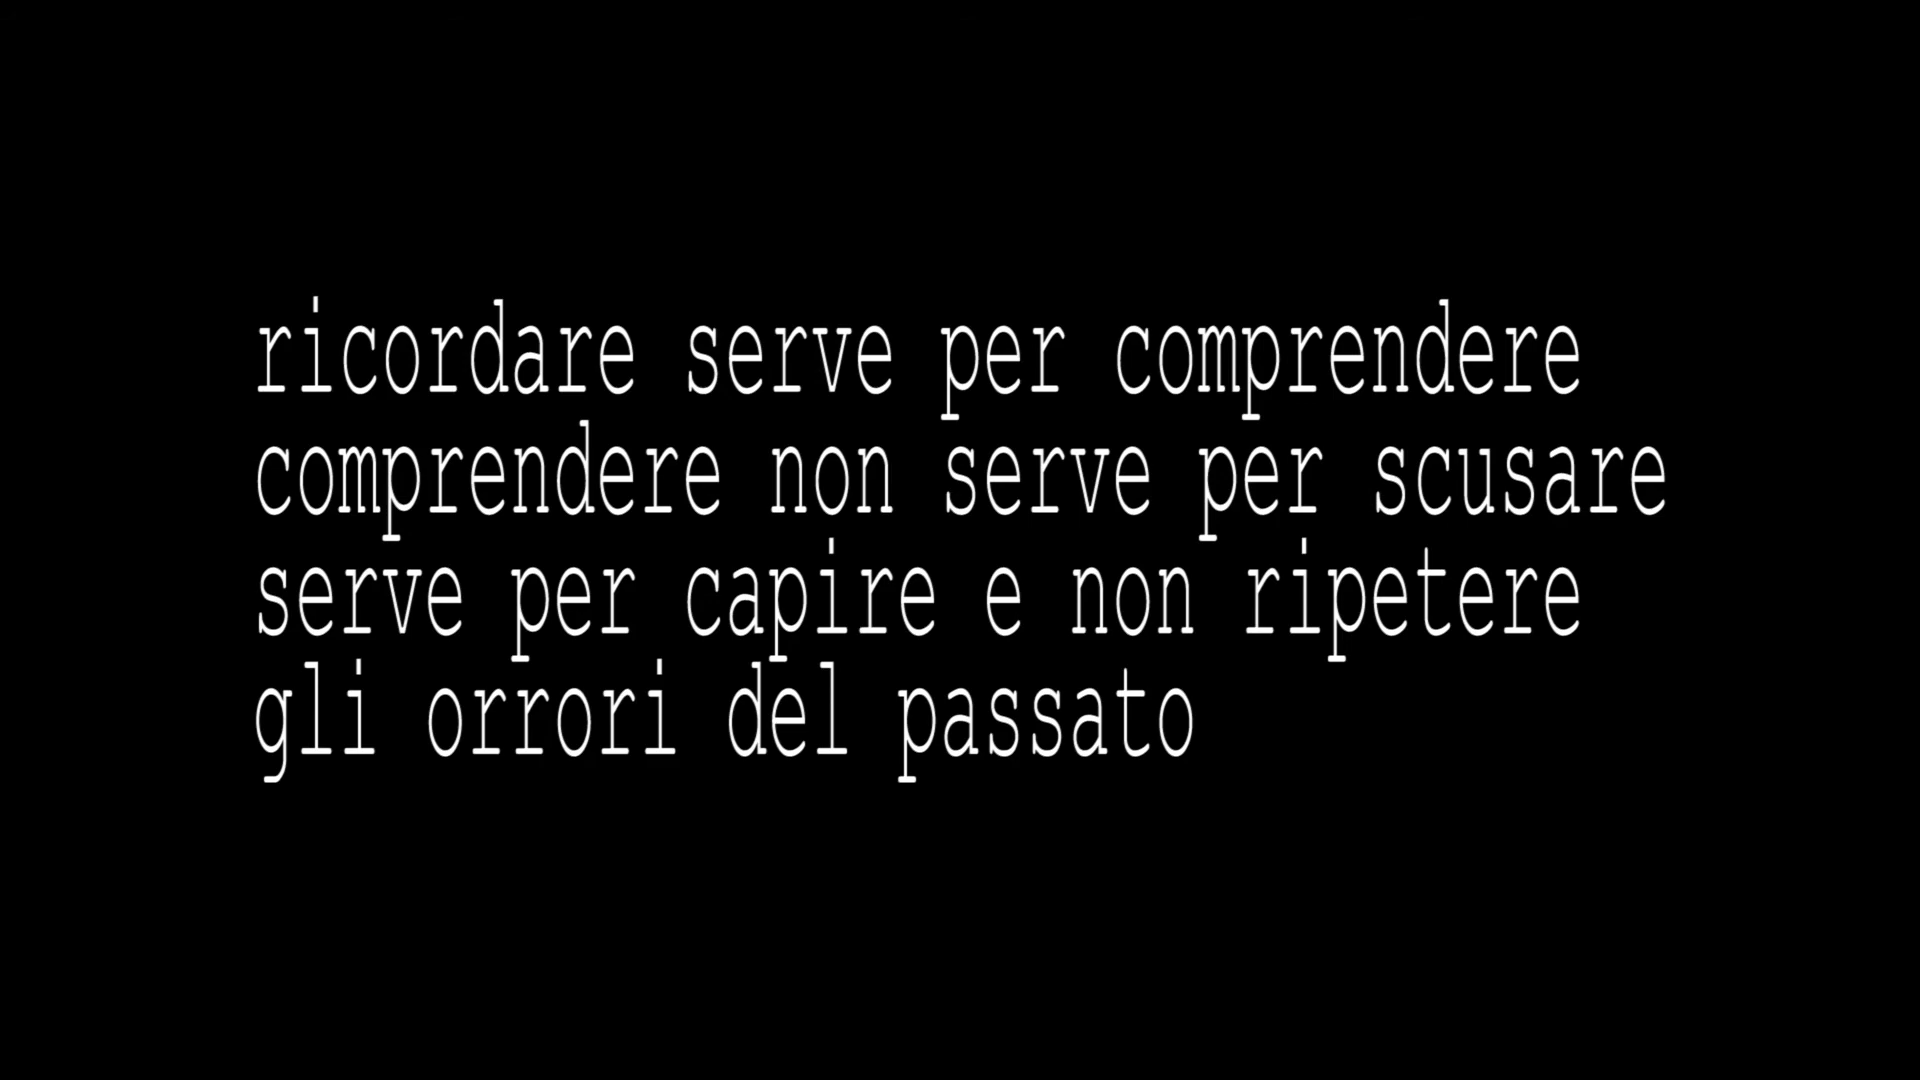 ricordare serve per comprendere
comprendere non serve per scusare
serve per capire e non ripetere
gli orrori del passato